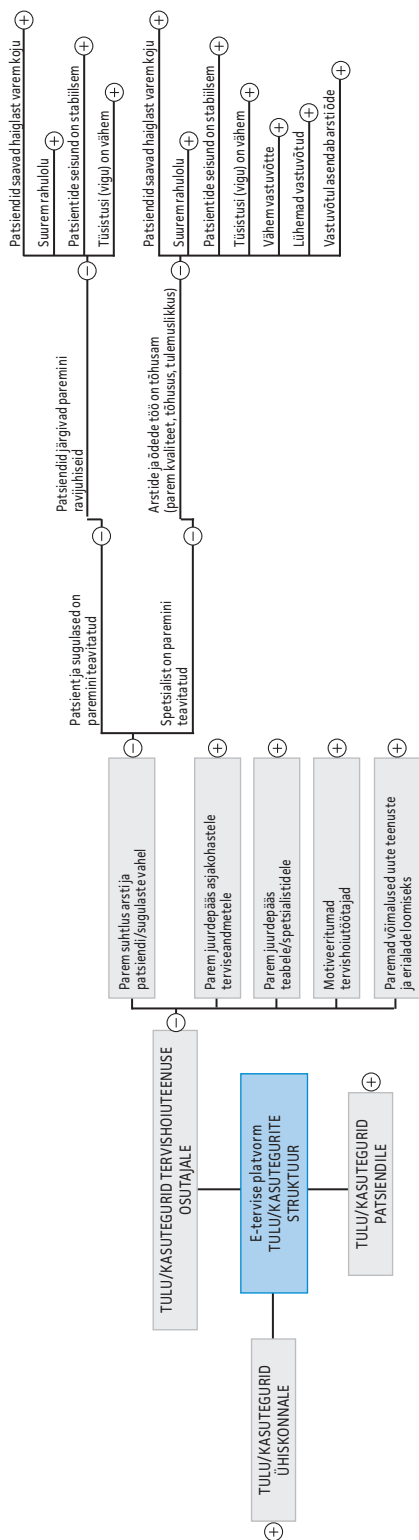 TULU/KASUTEGURID
ÜHISKONNALE
E-tervise platvorm
TULU/KASUTEGURITE
STRUKTUUR
TULU/KASUTEGURID
PATSIENDILE
TULU/KASUTEGURID TERVISHOIUTEENUSE
OSUTAJALE
Parem suhtlus arsti ja
patsiendi/sugulaste vahel
Parem juurdepääs asjakohastele
terviseandmetele
Parem juurdepääs
teabele/spetsialistidele
Motiveeritumad
tervishoiutöötajad
Paremad võimalused uute teenuste
ja erialade loomiseks
Patsient ja sugulased on
paremini teavitatud
Spetsialist on paremini
teavitatud
Patsiendid järgivad paremini
ravijuhiseid
Arstide ja õdede töö on tõhusam
(parem kvaliteet, tõhusus, tulemuslikkus)
Patsiendid saavad haiglast varem koju
Suurem rahulolu
Patsientide seisund on stabiilsem
Tüsistusi (vigu) on vähem
Patsiendid saavad haiglast varem koju
Suurem rahulolu
Patsientide seisund on stabiilsem
Tüsistusi (vigu) on vähem
Vähem vastuvõtte
Lühemad vastuvõtud
Vastuvõtul asendab arsti õde